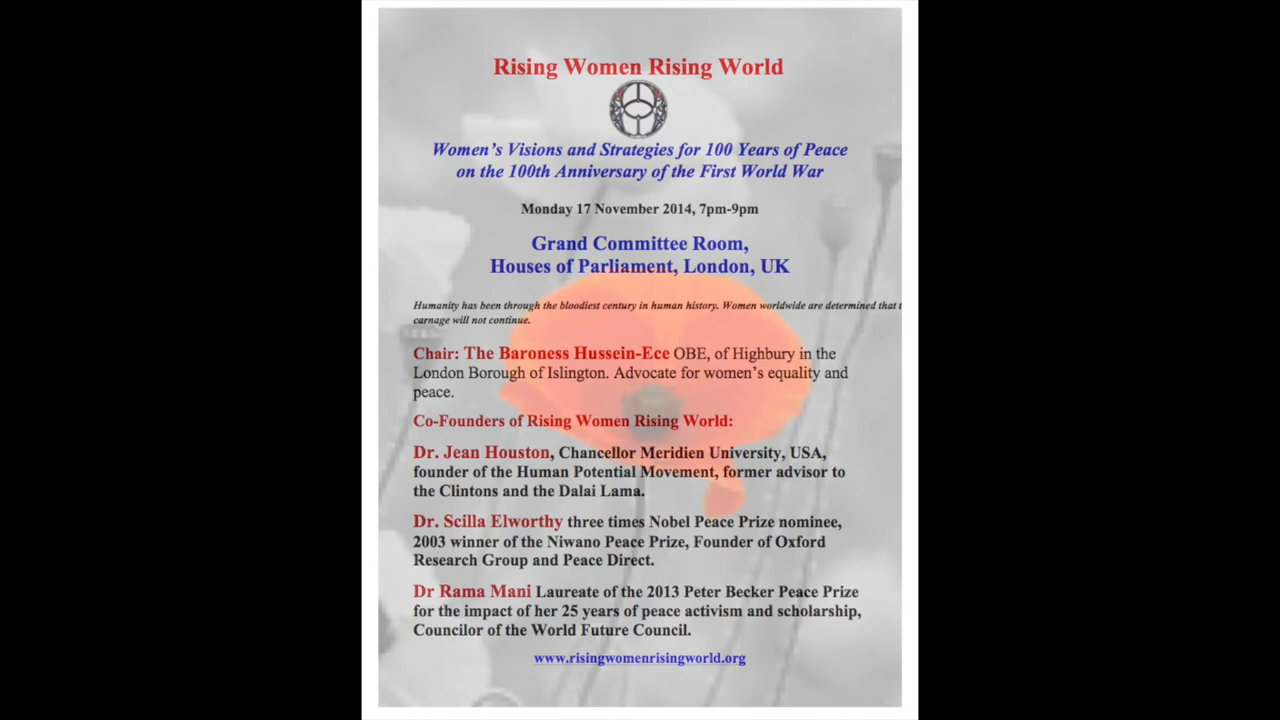 Rising Women Rising World
Women's Visions and Strategies for 100 Years of Peace
on the 100th Anniversary of the First World War
Monday 17 November 2014, 7pm-9pm
Grand Committee Room,
Houses of Parliament, London, UK
Humanity has been through the bloodiest century in human history. Women worldwide are determined that
carnage will not continue.
Chair: The Baroness Hussein-Ece OBE, of Highbury in the
London Borough of Islington. Advocate for women's equality and
peace.
Co-Founders of Rising Women Rising World:
Dr. Jean Houston, Chancellor Meridien University, USA,
founder of the Human Potential Movement, former advisor to
the Clintons and the Dalai Lama.
Dr. Scilla Elworthy three times Nobel Peace Prize nominee,
2003 winner of the Niwano Peace Prize, Founder of Oxford
Research Group and Peace Direct.
Dr Rama Mani Laureate of the 2013 Peter Becker Peace Prize
for the impact of her 25 years of peace activism and scholarship,
Councilor of the World Future Council.
www.risingwomenrisingworld.org